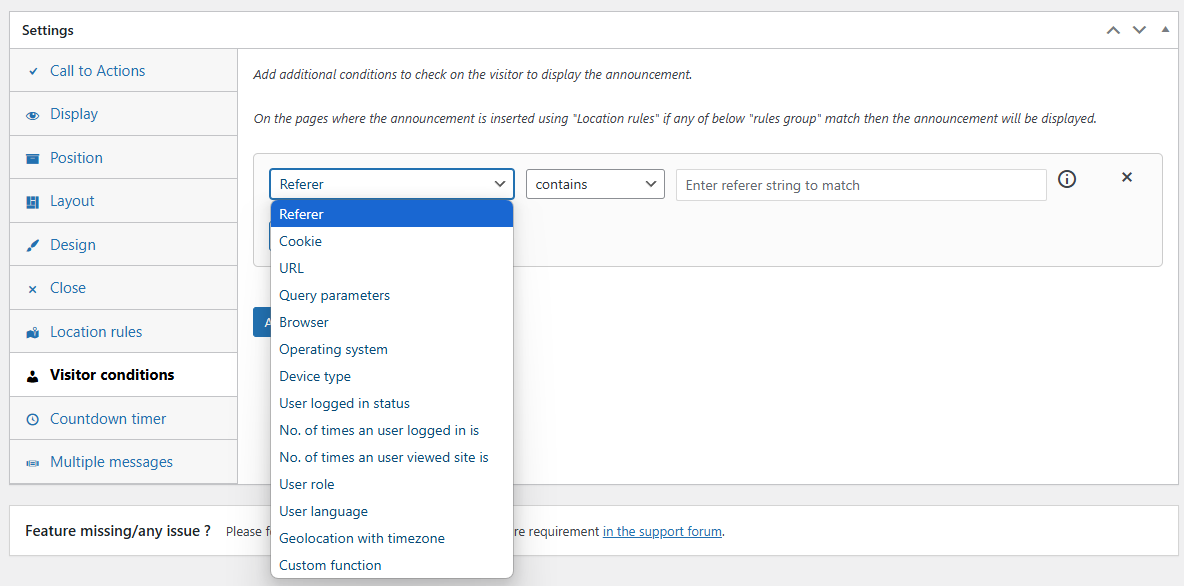 Settings
Call to Actions
Display
Position
Layout
Design
Close
Location rules
Visitor conditions
Countdown timer
Multiple messages
Add additional conditions to check on the visitor to display the announcement.
On the pages where the announcement is inserted using "Location rules" if any of below "rules group" match then the announcement will be displayed.
Referer
contains
Enter referer string to match
Referer
Cookie
URL
Query parameters
Browser
Operating system
Device type
User logged in status
No. of times an user logged in is
No. of times an user viewed site is
User role
User language
Geolocation with timezone
Custom function
Feature missing/any issue ? Please re requirement in the support forum.